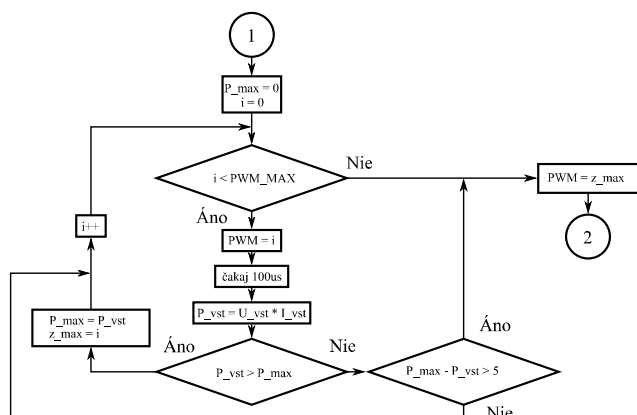 1
P_max = 0
i = 0
Nie
i < PWM_MAX
PWM = z_max
Áno
i++
PWM = i
2
čakaj 100us
P_max = P_vst
z_max = i
P_vst = U_vst * I_vst
Áno
Nie
Áno
P_vst > P_max
P_max - P_vst > 5
Nie